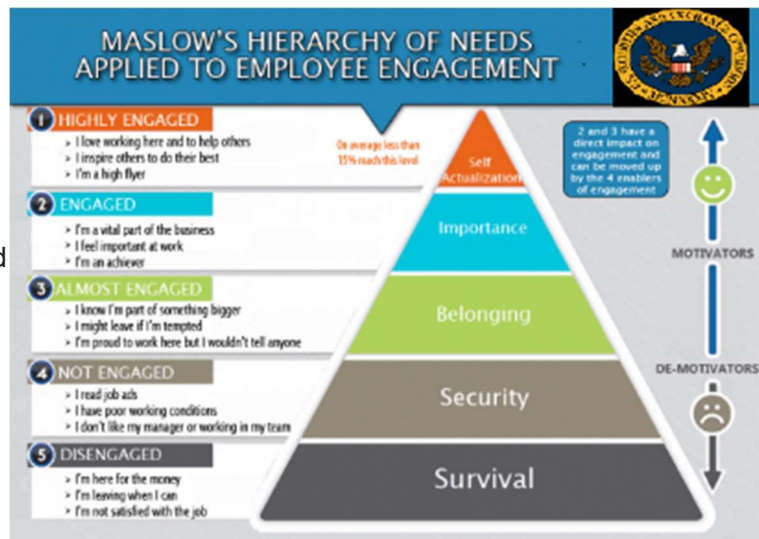 MASLOW'S HIERARCHY OF NEEDS
APPLIED TO EMPLOYEE ENGAGEMENT
1 HIGHLY ENGAGED
> I love working here and to help others
> I inspire others to do their best
> I'm a high flyer
On average less than
15% reach this level
Self
Actualization
2 and 3 have a
direct impact on
engagement and
can be moved up
by the 4 enablers
of engagement
2 ENGAGED
> I'm a vital part of the business
> I feel important at work
> I'm an achiever
Importance
MOTIVATORS
d
3 ALMOST ENGAGED
> I know I'm part of something bigger
> I might leave if I'm tempted
> I'm proud to work here but I wouldn't tell anyone
Belonging
DE-MOTIVATORS
4 NOT ENGAGED
> I read job ads
> I have poor working conditions
> I don't like my manager or working in my team
Security
5 DISENGAGED
> I'm here for the money
> I'm leaving when I can
> I'm not satisfied with the job
Survival